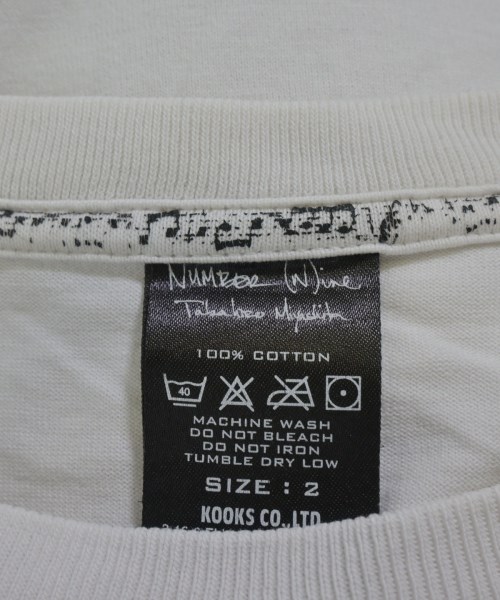 NUMBER (N)ine
Takahiro Miyashita
100% COTTON
40
MACHINE WASH
DO NOT BLEACH
DO NOT IRON
TUMBLE DRY LOW
SIZE : 2
KOOKS CO., LTD